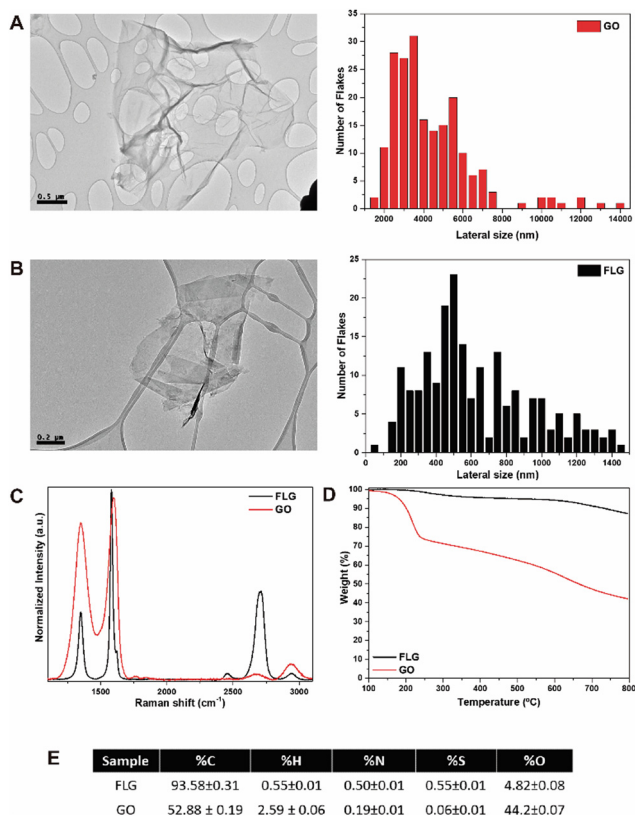 A
0.5 µm
GO
Number of Flakes
35
30
25
20
15
10
5
0
2000 4000 6000 8000 10000 12000 14000
Lateral size (nm)
B
0.2 µm
FLG
Number of Flakes
25
20
15
10
5
0
200 400 600 800 1000 1200 1400
Lateral size (nm)
C
FLG
GO
Normalized Intensity (a.u.)
1500 2000 2500 3000
Raman shift (cm-1)
D
Weight (%)
100
90
80
70
60
50
40
30
20
10
0
FLG
GO
100 200 300 400 500 600 700 800
Temperature (ºC)
E
Sample %C %H %N %S %O
FLG 93.58±0.31 0.55±0.01 0.50±0.01 0.55±0.01 4.82±0.08
GO 52.88 ± 0.19 2.59 ± 0.06 0.19±0.01 0.06±0.01 44.2±0.07